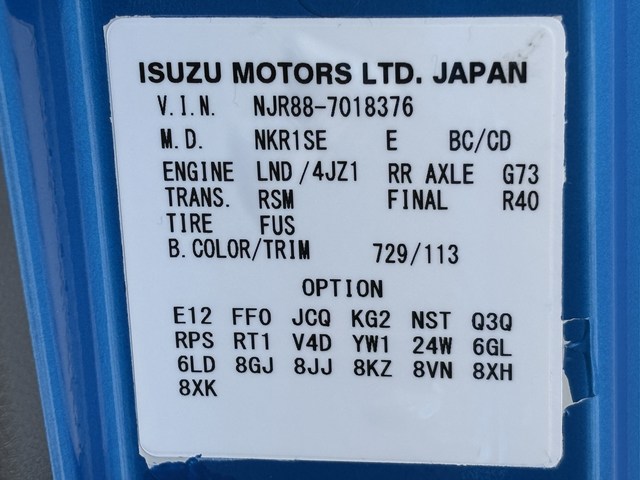 ISUZU MOTORS LTD. JAPAN
V.I.N. NJR88-7018376
M.D. NKR1SE E BC/CD
ENGINE LND/4JZ1 RR AXLE G73
TRANS. RSM FINAL R40
TIRE FUS
B.COLOR/TRIM 729/113
OPTION
E12 FF0 JCQ KG2 NST Q3Q
RPS RT1 V4D YW1 24W 6GL
6LD 8GJ 8JJ 8KZ 8VN 8XH
8XK